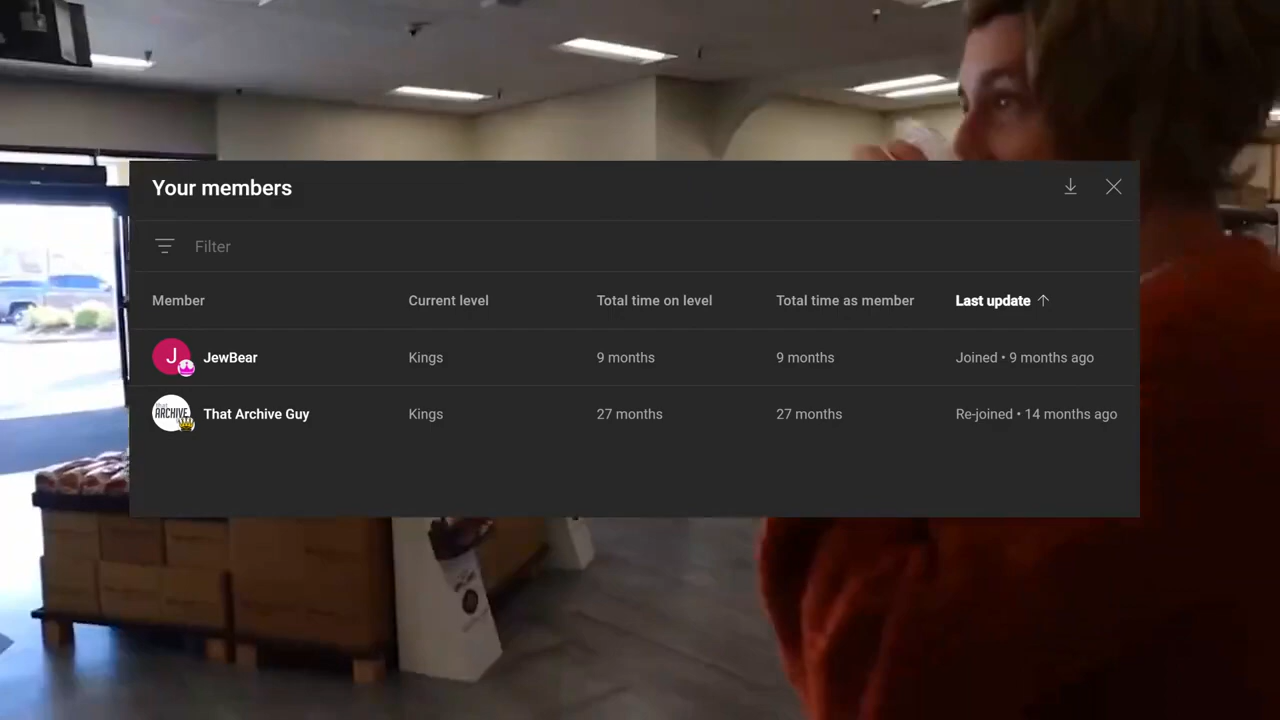 Your members
Filter
Member Current level Total time on level Total time as member Last update
J JewBear Kings 9 months 9 months Joined • 9 months ago
ARCHIVE That Archive Guy Kings 27 months 27 months Re-joined • 14 months ago